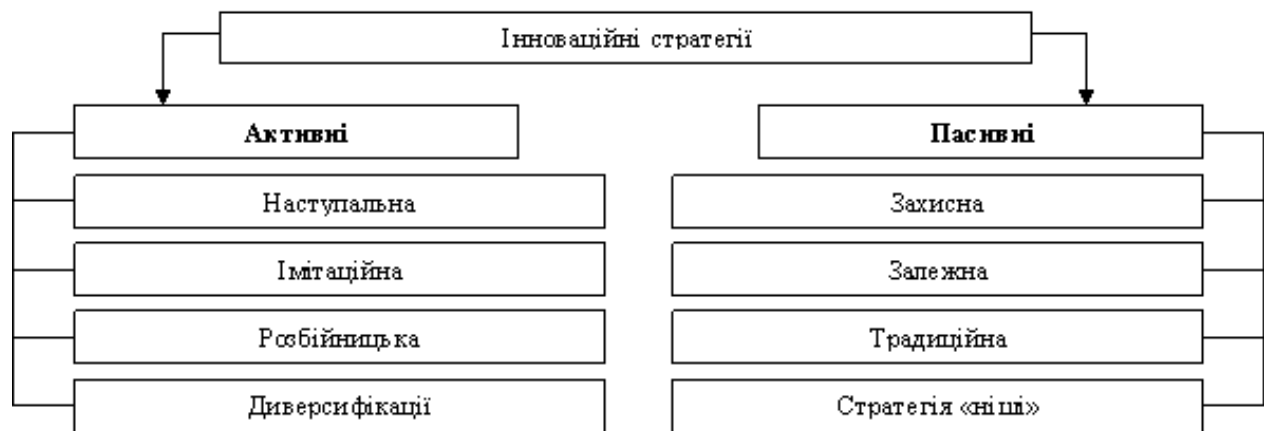 Інноваційні стратегії
Активні
Пасивні
Наступальна
Захисна
Імітаційна
Залежна
Розбійницька
Традиційна
Диверсифікації
Стратегія «ніші»